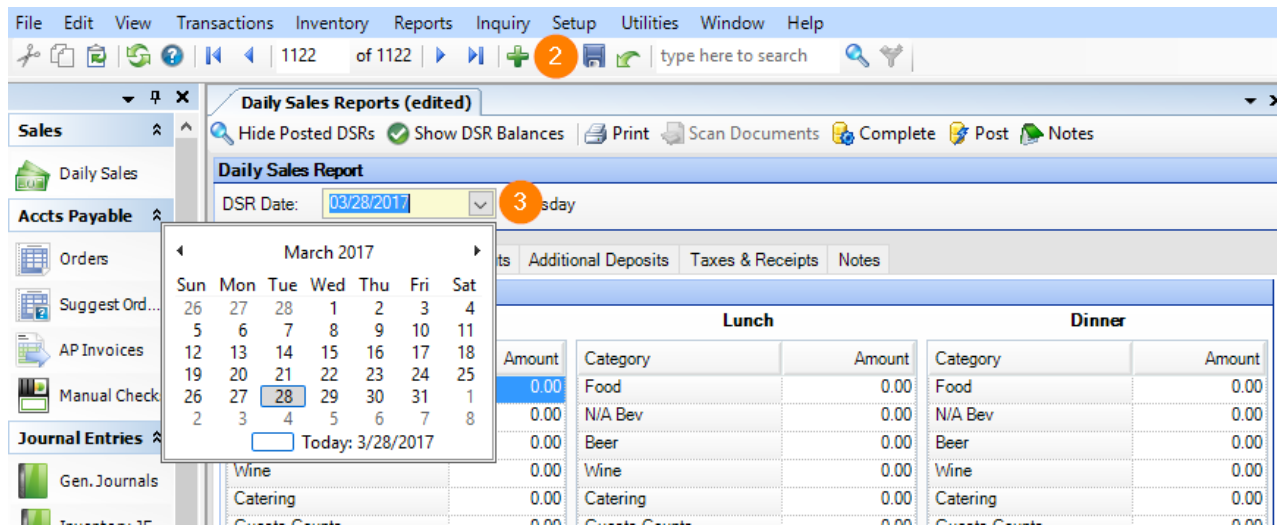 File Edit View Transactions Inventory Reports Inquiry Setup Utilities Window Help
1122 of 1122 2 type here to search
Daily Sales Reports (edited)
Sales
Hide Posted DSRs Show DSR Balances Print Scan Documents Complete Post Notes
Daily Sales
Daily Sales Report
DSR Date: 03/28/2017 3 sday
Accts Payable
Orders
Suggest Ord...
AP Invoices
Manual Check
Journal Entries
Gen. Journals
March 2017
Sun Mon Tue Wed Thu Fri Sat
26 27 28 1 2 3 4
5 6 7 8 9 10 11
12 13 14 15 16 17 18
19 20 21 22 23 24 25
26 27 28 29 30 31 1
2 3 4 5 6 7 8
Today: 3/28/2017
ts Additional Deposits Taxes & Receipts Notes
Lunch Dinner
Amount Category Amount Category Amount
0.00 Food 0.00 Food 0.00
0.00 N/A Bev 0.00 N/A Bev 0.00
0.00 Beer 0.00 Beer 0.00
Wine 0.00 Wine 0.00 Wine 0.00
Catering 0.00 Catering 0.00 Catering 0.00